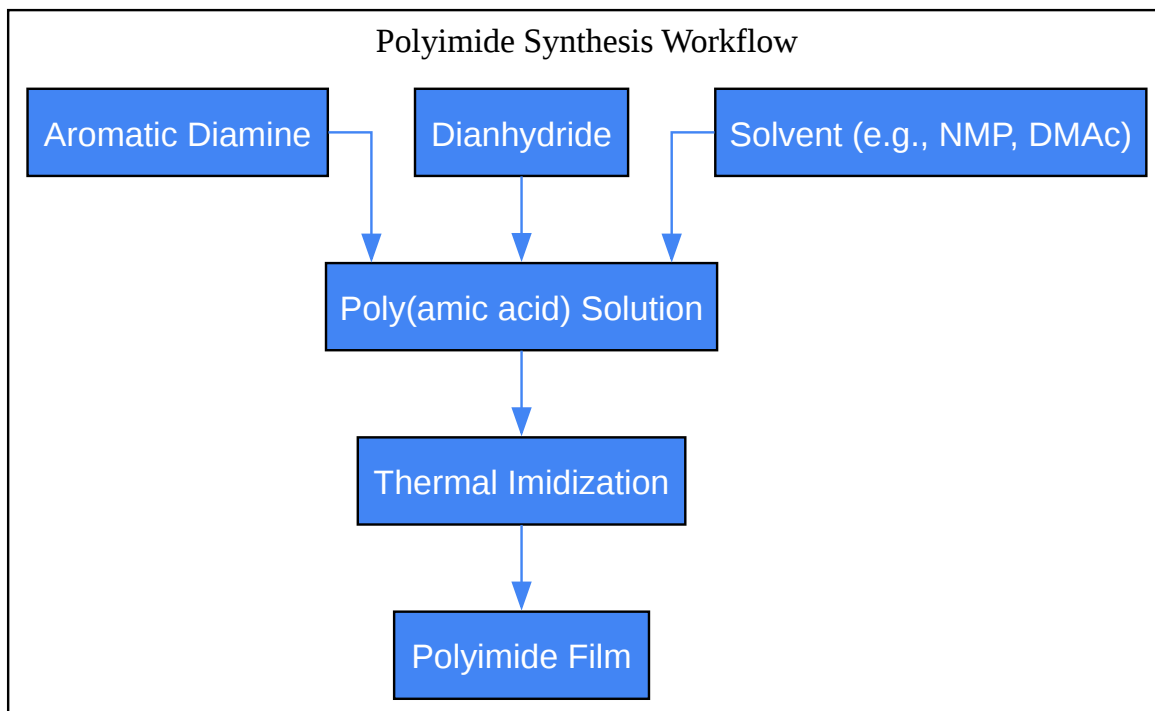 Polyimide Synthesis Workflow
Aromatic Diamine
Dianhydride
Solvent (e.g., NMP, DMAc)
Poly(amic acid) Solution
Thermal Imidization
Polyimide Film